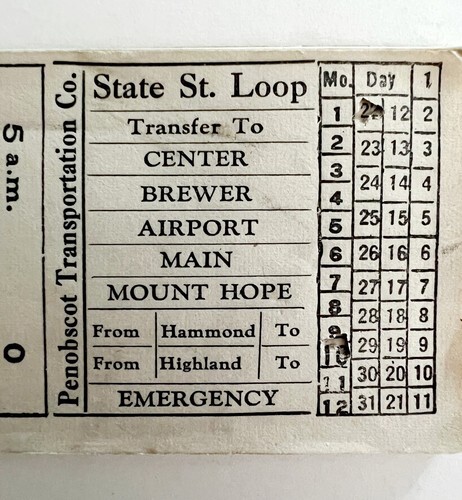 5 a.m. 0
Penobscot Transportation Co.
State St. Loop
Transfer To
CENTER
BREWER
AIRPORT
MAIN
MOUNT HOPE
From Hammond To
From Highland To
EMERGENCY
Mo. Day 1
1 22 12 2
2 23 13 3
3 24 14 4
4 25 15 5
5 26 16 6
6 27 17 7
7 28 18 8
8 29 19 9
9 30 20 10
10 31 21 11
11
12